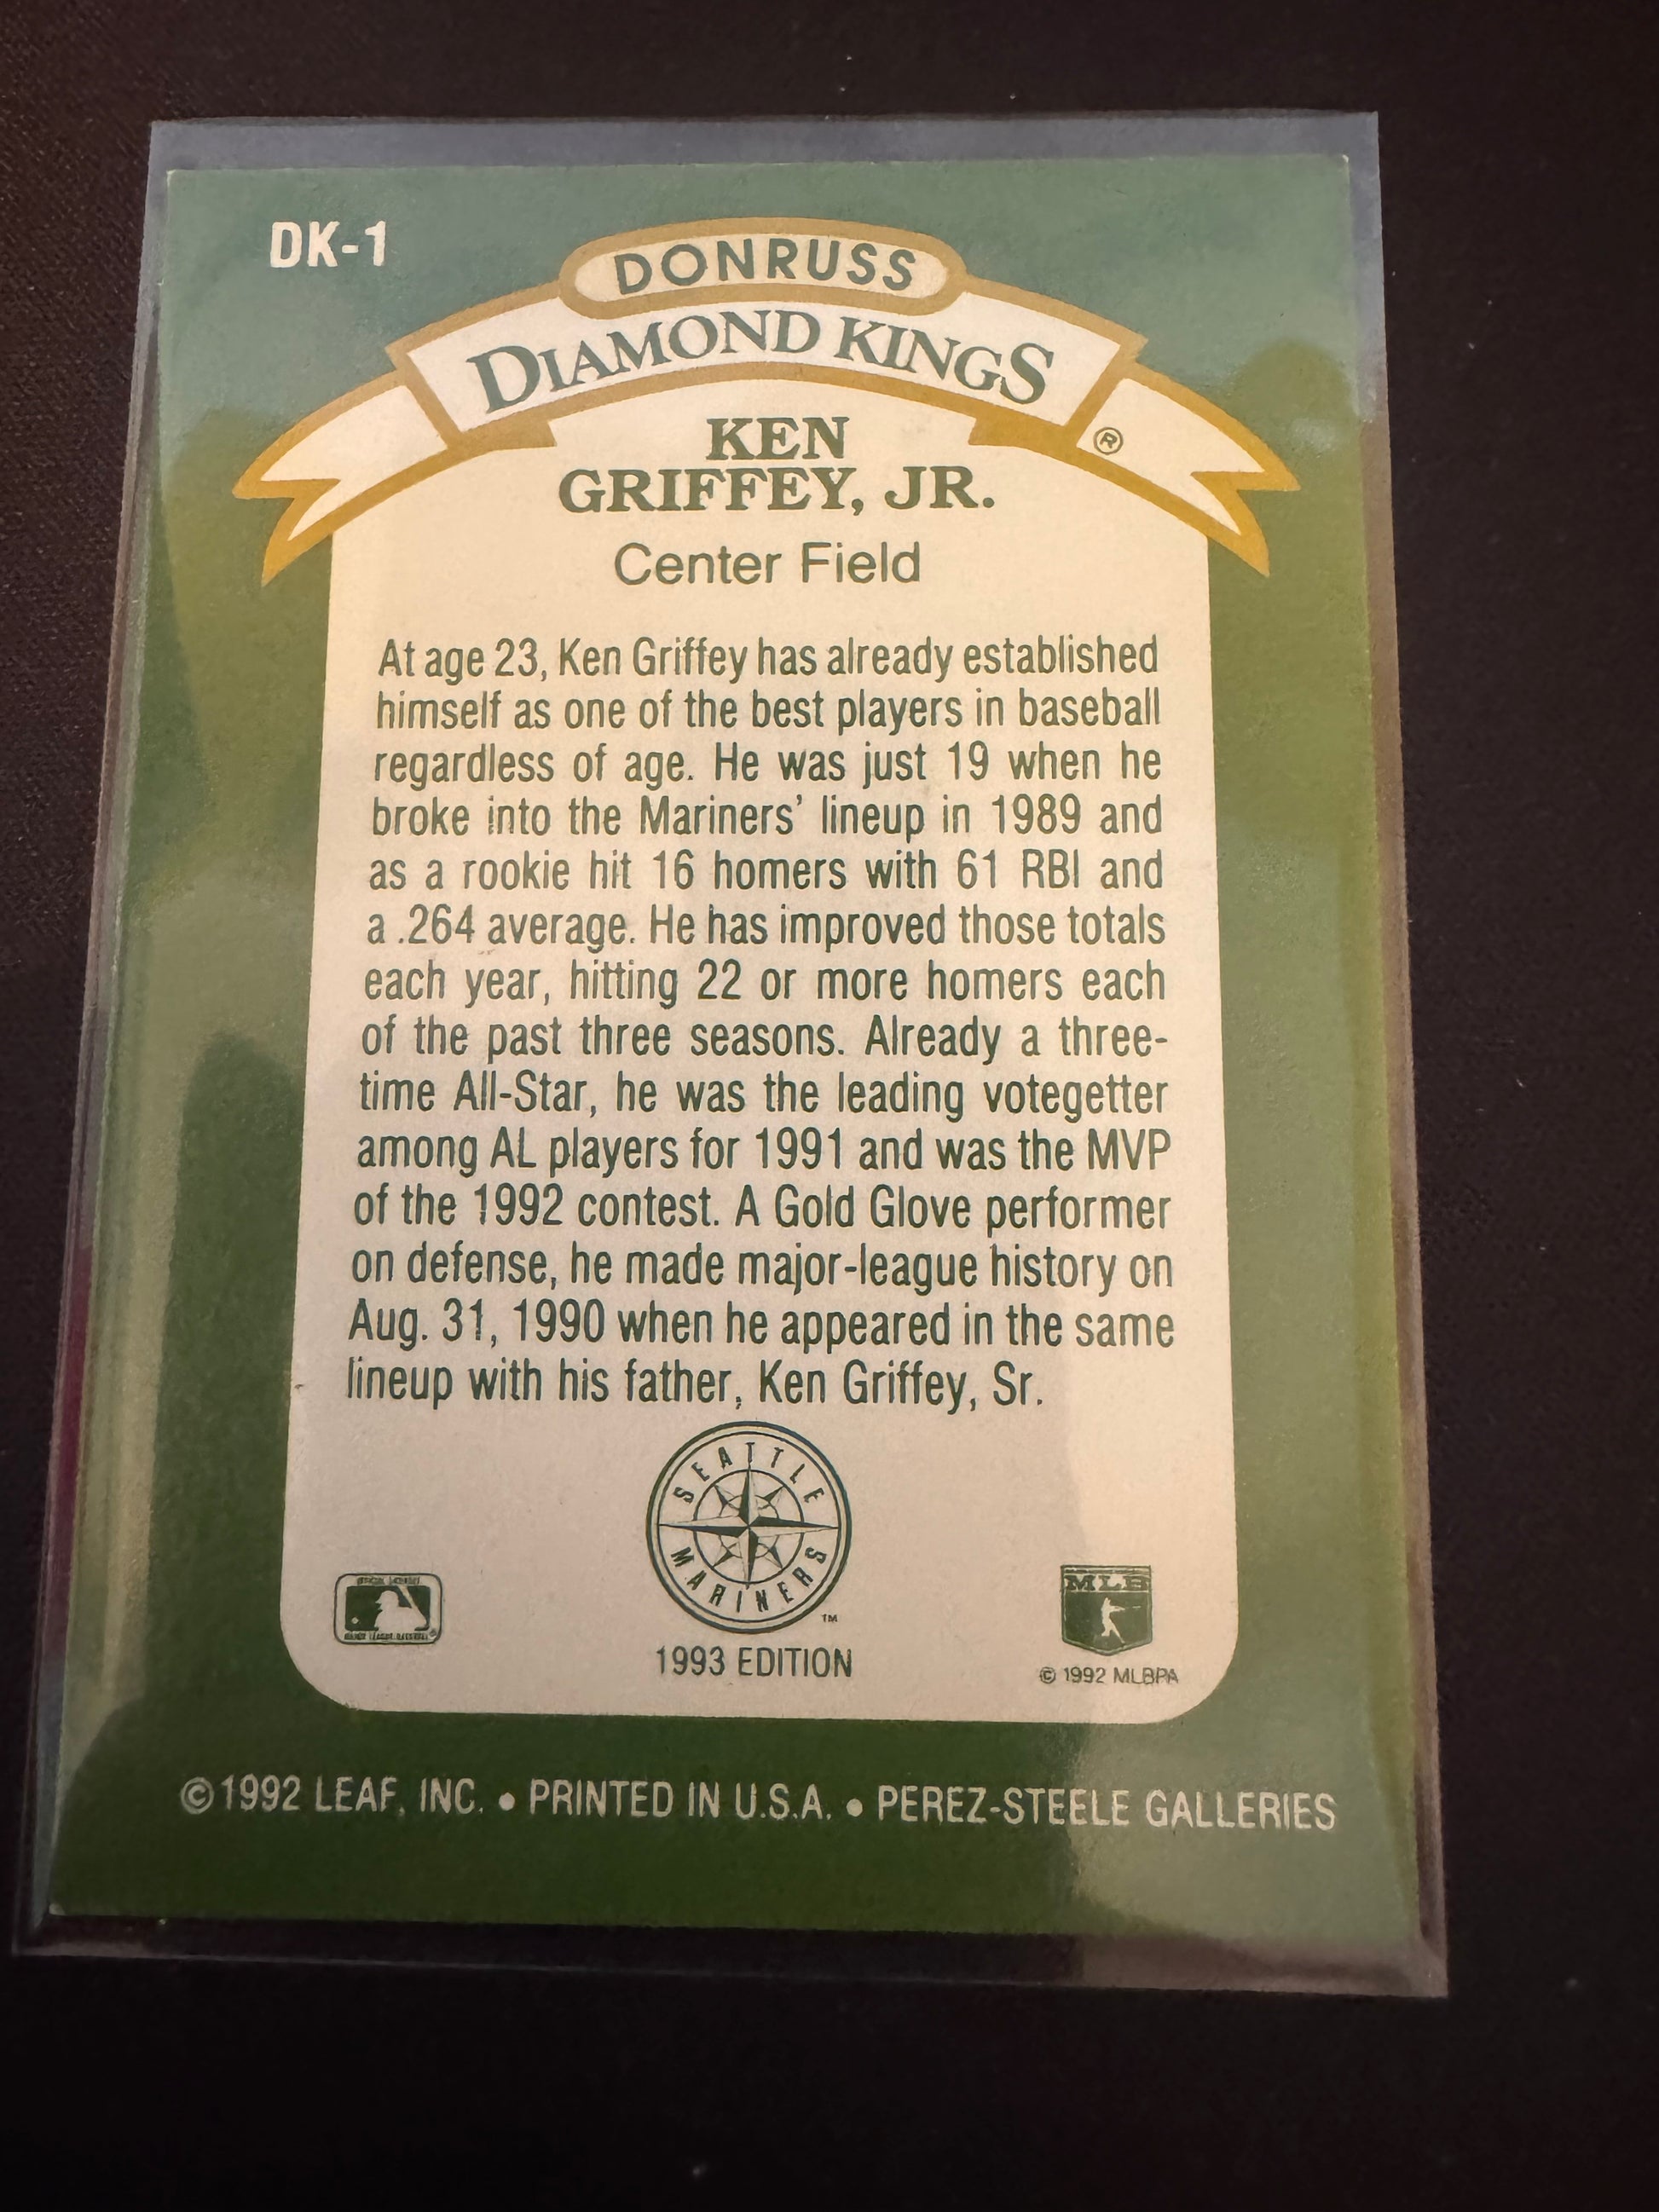 DK-1
DONRUSS
DIAMOND KINGS
®
KEN
GRIFFEY, JR.
Center Field
At age 23, Ken Griffey has already established
himself as one of the best players in baseball
regardless of age. He was just 19 when he
broke into the Mariners' lineup in 1989 and
as a rookie hit 16 homers with 61 RBI and
a .264 average. He has improved those totals
each year, hitting 22 or more homers each
of the past three seasons. Already a three-
time All-Star, he was the leading votegetter
among AL players for 1991 and was the MVP
of the 1992 contest. A Gold Glove performer
on defense, he made major-league history on
Aug. 31, 1990 when he appeared in the same
lineup with his father, Ken Griffey, Sr.
SEATTLE
MARINERS
TM
MLB
1993 EDITION
© 1992 MLBPA
©1992 LEAF, INC. • PRINTED IN U.S.A. • PEREZ-STEELE GALLERIES